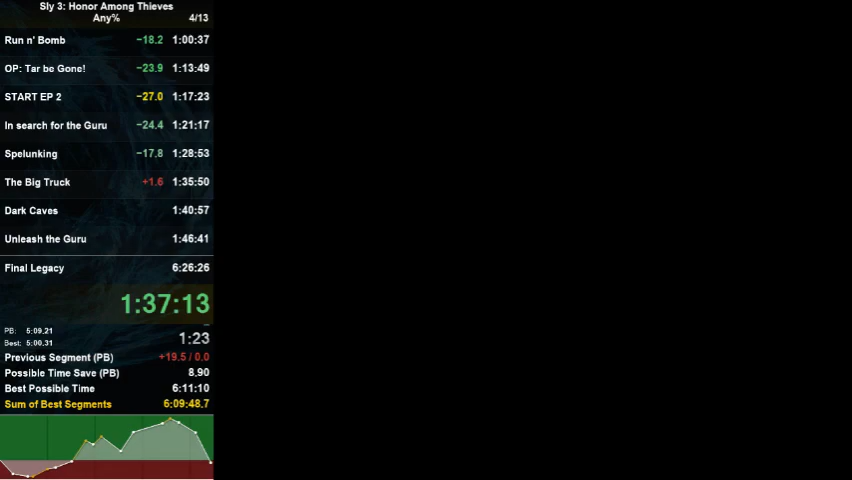 Sly 3: Honor Among Thieves
Any% 4/13
Run n' Bomb −18.2 1:00:37
OP: Tar be Gone! −23.9 1:13:49
START EP 2 −27.0 1:17:23
In search for the Guru −24.4 1:21:17
Spelunking −17.8 1:28:53
The Big Truck +1.6 1:35:50
Dark Caves 1:40:57
Unleash the Guru 1:46:41
Final Legacy 6:26:26
1:37:13
PB: 5:09.21
Best: 5:00.31
1:23
Previous Segment (PB) +19.5 / 0.0
Possible Time Save (PB) 8.90
Best Possible Time 6:11:10
Sum of Best Segments 6:09:48.7